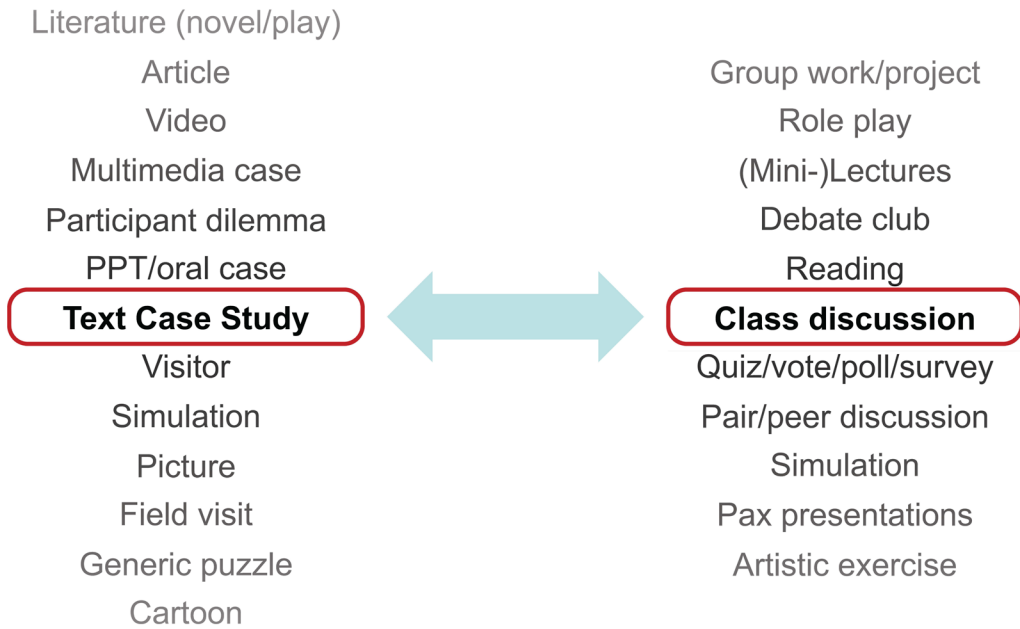 Literature (novel/play)
Article
Video
Multimedia case
Participant dilemma
PPT/oral case
Text Case Study
Visitor
Simulation
Picture
Field visit
Generic puzzle
Cartoon
Group work/project
Role play
(Mini-)Lectures
Debate club
Reading
Class discussion
Quiz/vote/poll/survey
Pair/peer discussion
Simulation
Pax presentations
Artistic exercise